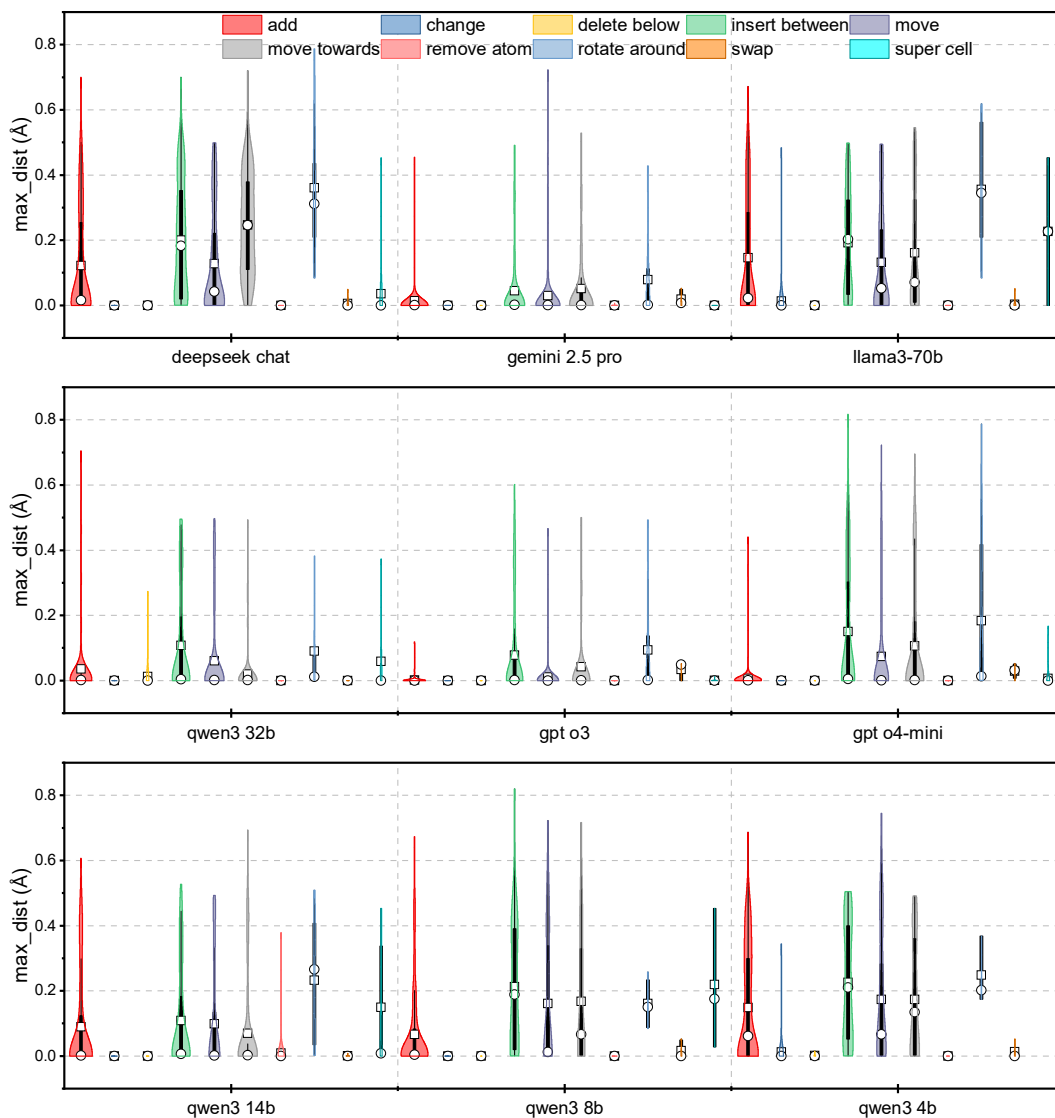 add change delete below insert between move
move towards remove atom rotate around swap super cell
max_dist (Å)
0.8
0.6
0.4
0.2
0.0
deepseek chat gemini 2.5 pro llama3-70b
max_dist (Å)
0.8
0.6
0.4
0.2
0.0
qwen3 32b gpt o3 gpt o4-mini
max_dist (Å)
0.8
0.6
0.4
0.2
0.0
qwen3 14b qwen3 8b qwen3 4b